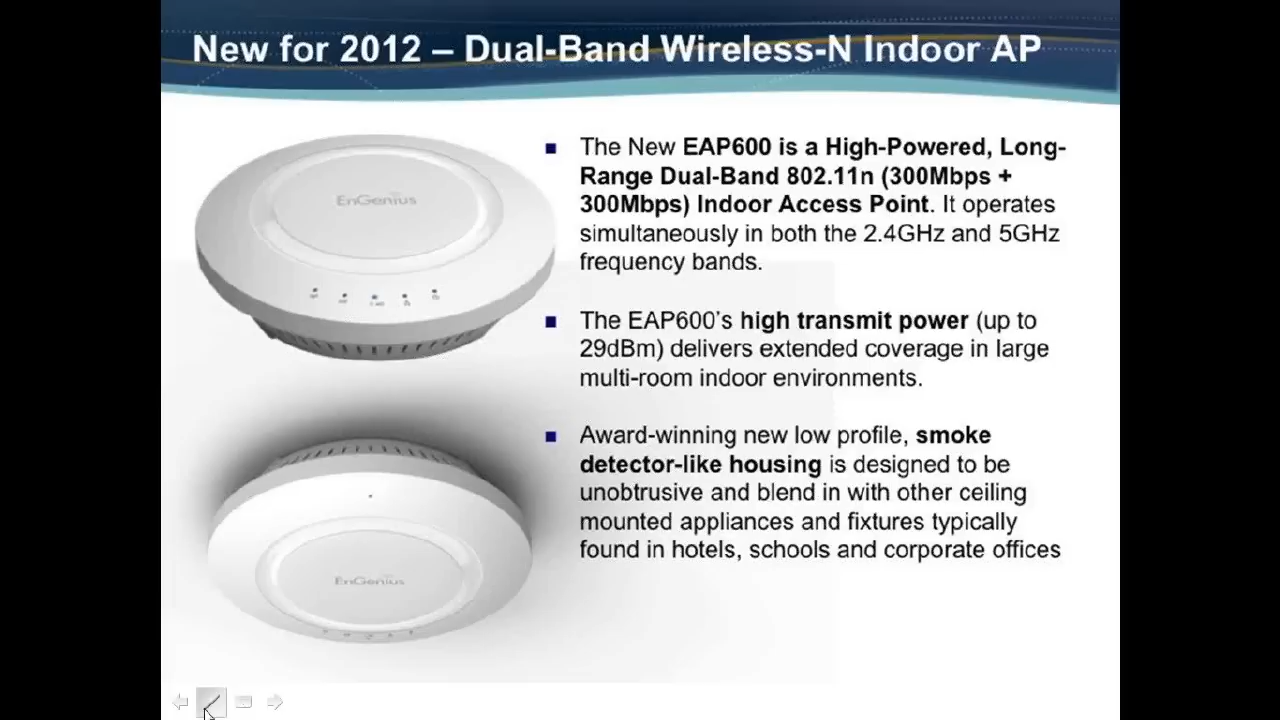 New for 2012 – Dual-Band Wireless-N Indoor AP
EnGenius
The New EAP600 is a High-Powered, Long-
Range Dual-Band 802.11n (300Mbps +
300Mbps) Indoor Access Point. It operates
simultaneously in both the 2.4GHz and 5GHz
frequency bands.
The EAP600's high transmit power (up to
29dBm) delivers extended coverage in large
multi-room indoor environments.
Award-winning new low profile, smoke
detector-like housing is designed to be
unobtrusive and blend in with other ceiling
mounted appliances and fixtures typically
found in hotels, schools and corporate offices
EnGenius